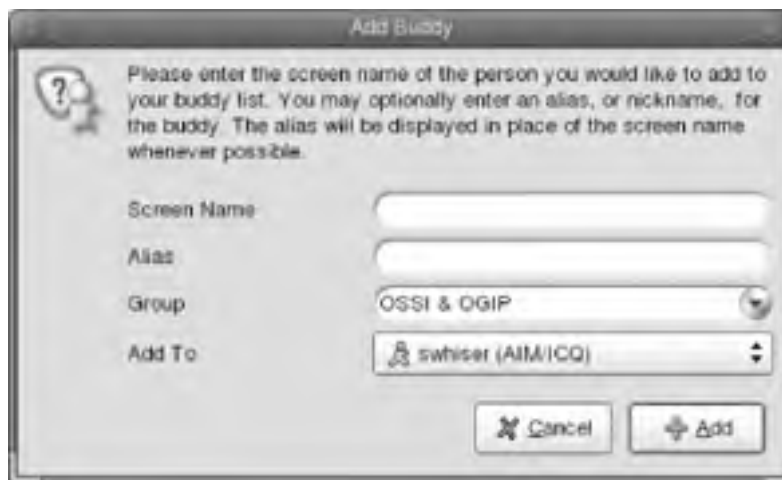 Add Buddy
Please enter the screen name of the person you would like to add to
your buddy list. You may optionally enter an alias, or nickname, for
the buddy. The alias will be displayed in place of the screen name
whenever possible.
Screen Name
Alias
Group OSSI & OGIP
Add To swhiser (AIM/ICQ)
Cancel Add